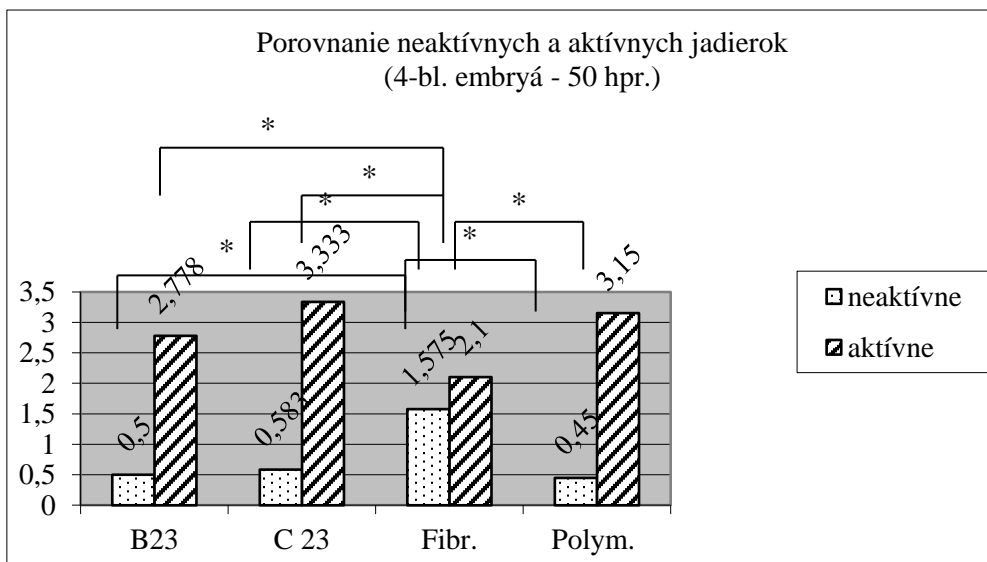 Porovnanie neaktívnych a aktívnych jadierok
(4-bl. embryá - 50 hpr.)
*
*
*
*
*
*
2,778
3,333
3,15
1,575
2,1
0,5
0,583
0,45
3,5
3
2,5
2
1,5
1
0,5
0
B23
C 23
Fibr.
Polym.
neaktívne
aktívne